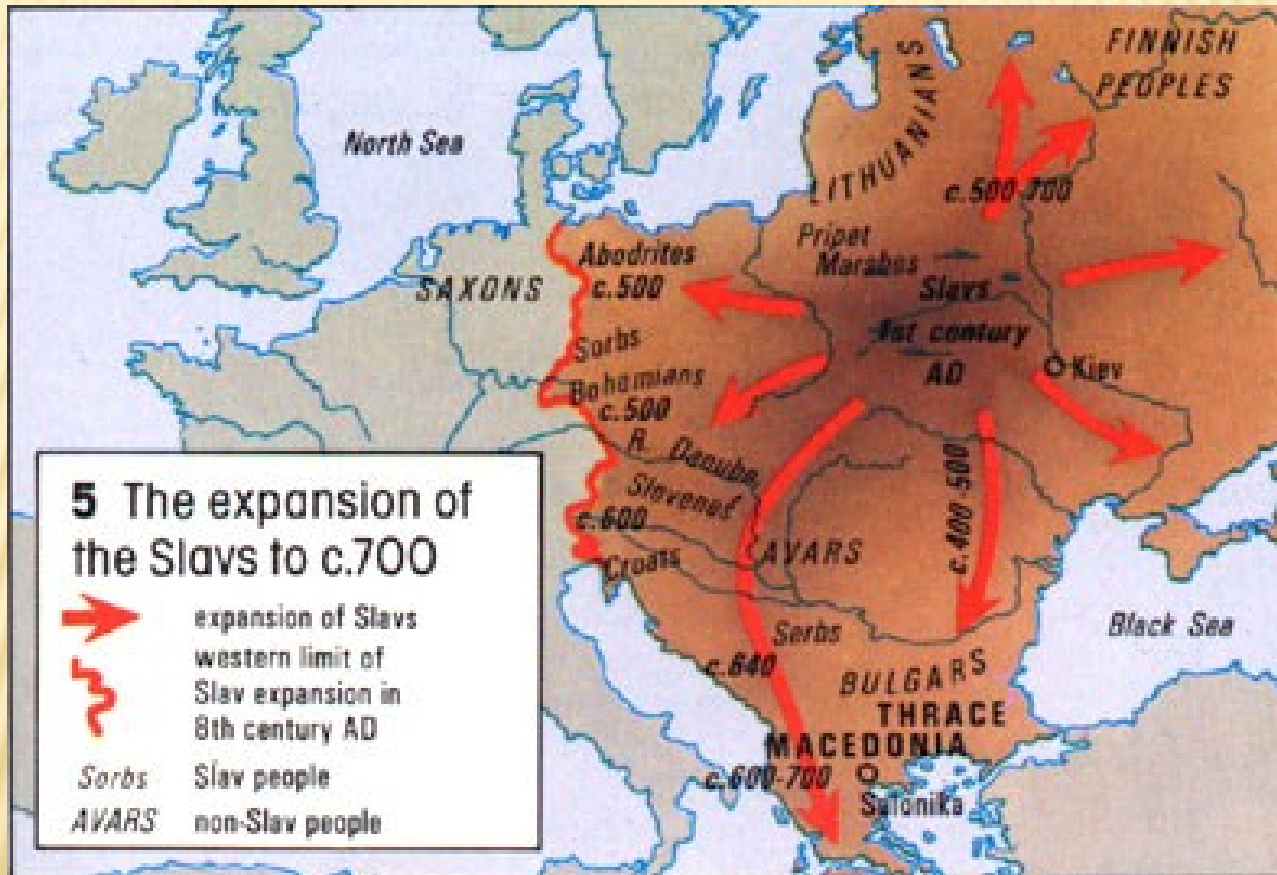 FINNISH
PEOPLES
North Sea
LITHUANIANS
c.500-700
Pripet
Marshes
Abodrites
c.500
SAXONS
Slavs
1st century
AD
Sorbs
Kiev
Bohemians
c.500
R. Danube
Slovenes
c.600
c.400-500
AVARS
Croats
Black Sea
Serbs
c.640
BULGARS
THRACE
MACEDONIA
c.600-700
Salonika
5 The expansion of
the Slavs to c.700
expansion of Slavs
western limit of
Slav expansion in
8th century AD
Serbs Slav people
AVARS non-Slav people